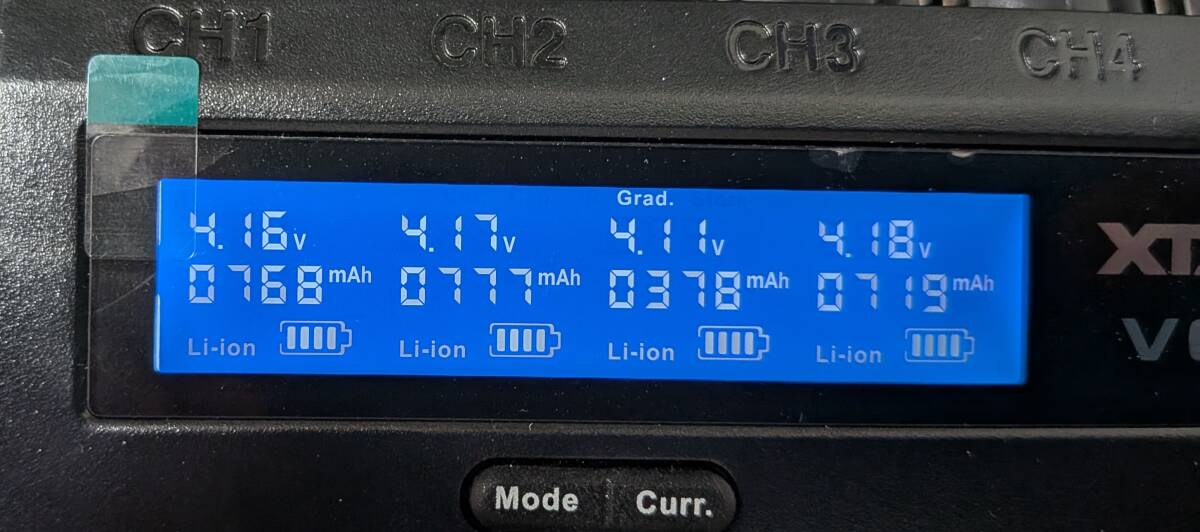 CH1 CH2 CH3 CH4
Grad.
4.16V 4.17V 4.11V 4.18V
0768mAh 0777mAh 0378mAh 0719mAh
Li-ion Li-ion Li-ion Li-ion
Mode Curr.